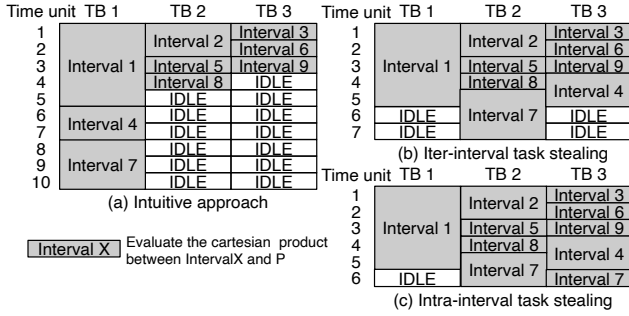 Time unit TB 1 TB 2 TB 3
1
2
3
4
5
6
7
8
9
10
Interval 1
Interval 4
Interval 7
Interval 2
Interval 5
Interval 8
IDLE
IDLE
IDLE
IDLE
IDLE
IDLE
Interval 3
Interval 6
Interval 9
IDLE
IDLE
IDLE
IDLE
IDLE
IDLE
IDLE
(a) Intuitive approach
Interval X
Evaluate the cartesian product
between IntervalX and P
Time unit TB 1 TB 2 TB 3
1
2
3
4
5
6
7
Interval 1
IDLE
IDLE
Interval 2
Interval 5
Interval 8
Interval 7
Interval 3
Interval 6
Interval 9
Interval 4
IDLE
IDLE
(b) Iter-interval task stealing
Time unit TB 1 TB 2 TB 3
1
2
3
4
5
6
Interval 1
IDLE
Interval 2
Interval 5
Interval 8
Interval 7
Interval 3
Interval 6
Interval 9
Interval 4
Interval 7
(c) Intra-interval task stealing